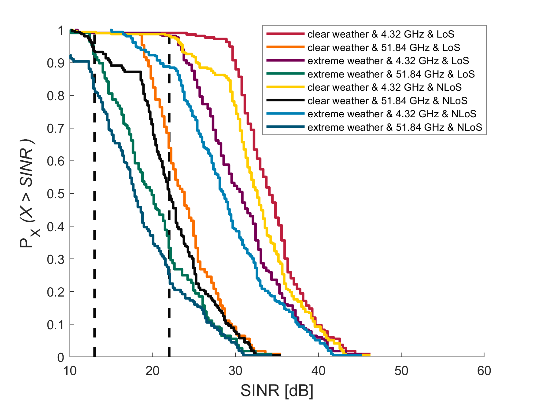 1
0.9
0.8
0.7
0.6
0.5
0.4
0.3
0.2
0.1
0
P_X (X > SINR)
clear weather & 4.32 GHz & LoS
clear weather & 51.84 GHz & LoS
extreme weather & 4.32 GHz & LoS
extreme weather & 51.84 GHz & LoS
clear weather & 4.32 GHz & NLoS
clear weather & 51.84 GHz & NLoS
extreme weather & 4.32 GHz & NLoS
extreme weather & 51.84 GHz & NLoS
10 20 30 40 50 60
SINR [dB]